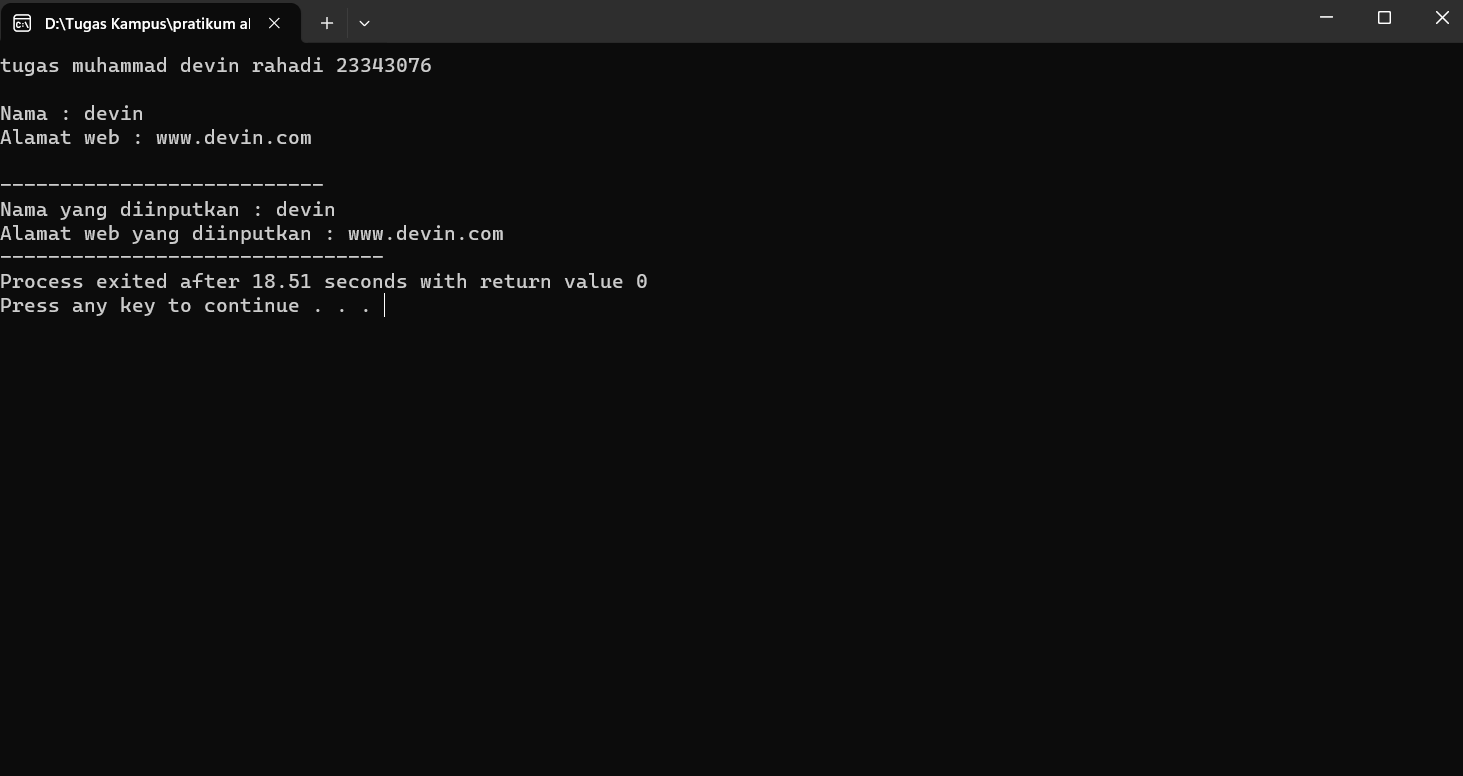 D:\Tugas Kampus\pratikum al
tugas muhammad devin rahadi 23343076
Nama : devin
Alamat web : www.devin.com
---------------------------
Nama yang diinputkan : devin
Alamat web yang diinputkan : www.devin.com
--------------------------------
Process exited after 18.51 seconds with return value 0
Press any key to continue . . .